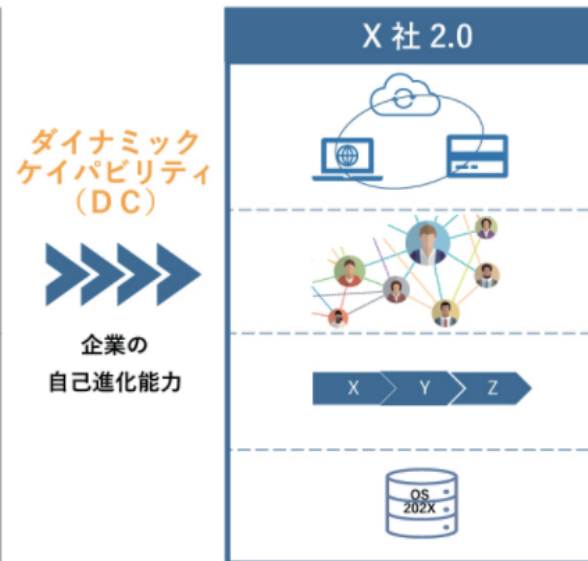 X 社 2.0
ダイナミック
ケイパビリティ
（ＤＣ）
企業の
自己進化能力
X Y Z
OS
202X